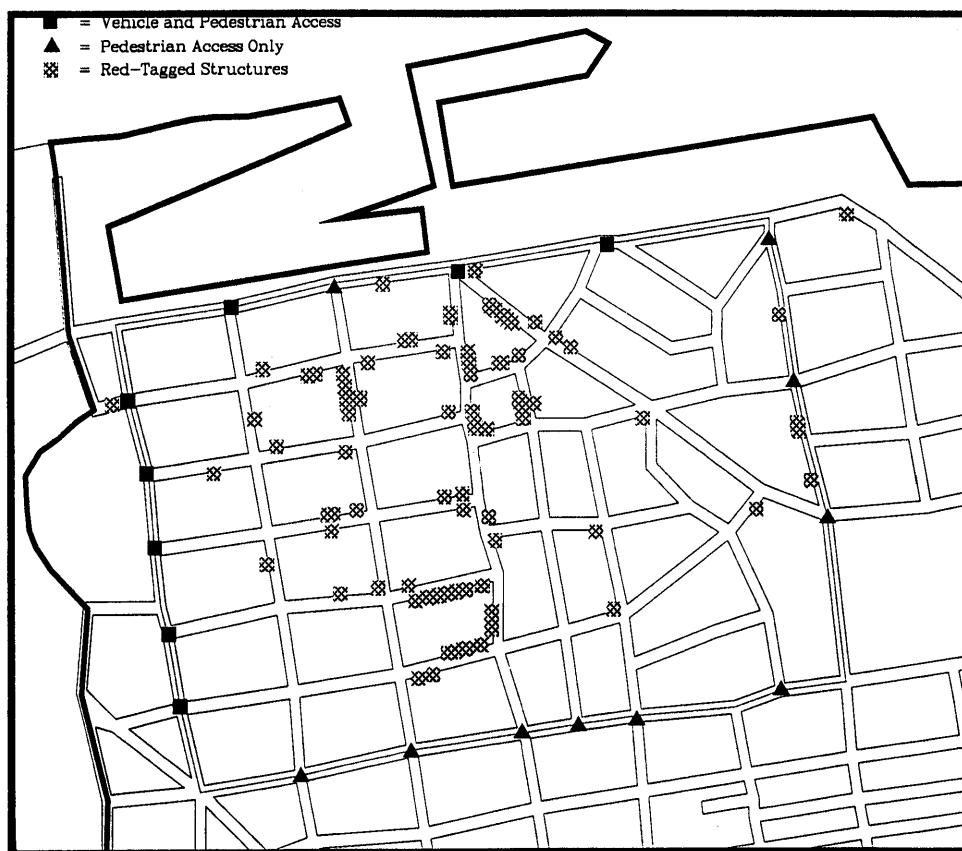 = Vehicle and Pedestrian Access
= Pedestrian Access Only
= Red-Tagged Structures